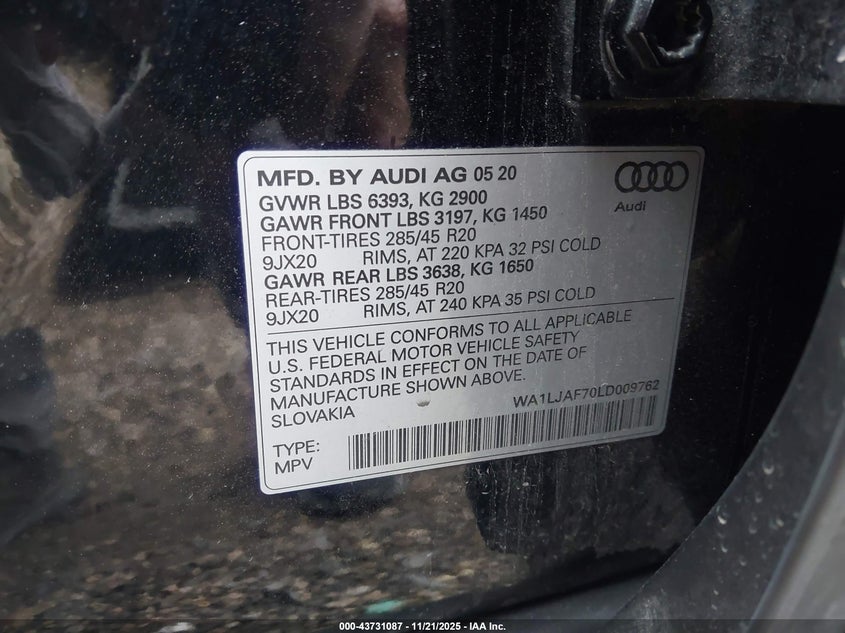 MFD. BY AUDI AG 05 20
GVWR LBS 6393, KG 2900
GAWR FRONT LBS 3197, KG 1450
FRONT-TIRES 285/45 R20
9JX20 RIMS, AT 220 KPA 32 PSI COLD
GAWR REAR LBS 3638, KG 1650
REAR-TIRES 285/45 R20
9JX20 RIMS, AT 240 KPA 35 PSI COLD
Audi
THIS VEHICLE CONFORMS TO ALL APPLICABLE
U.S. FEDERAL MOTOR VEHICLE SAFETY
STANDARDS IN EFFECT ON THE DATE OF
MANUFACTURE SHOWN ABOVE.
SLOVAKIA
WA1LJAF70LD009762
TYPE:
MPV
000-43731087 - 11/21/2025 - IAA Inc.